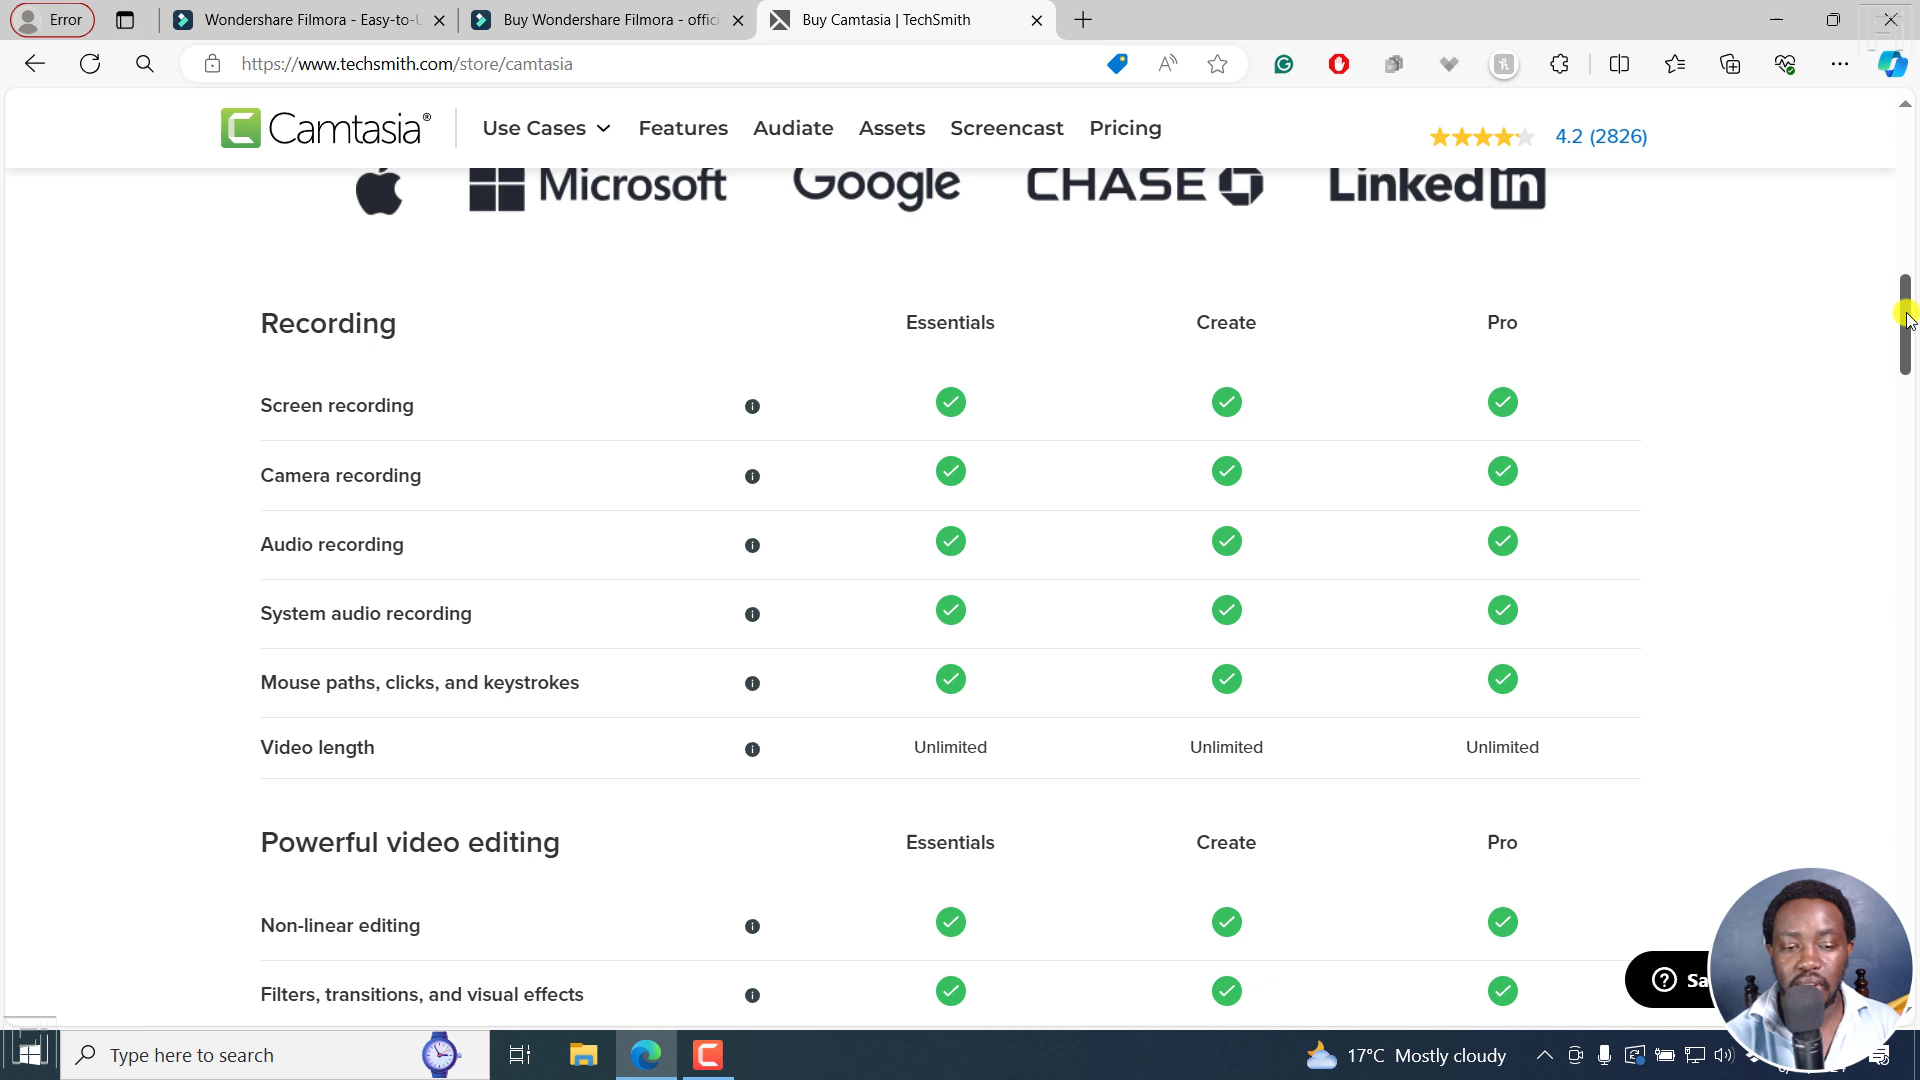 Error
Wondershare Filmora - Easy-to-U
Buy Wondershare Filmora - offici
Buy Camtasia | TechSmith
https://www.techsmith.com/store/camtasia
Camtasia®
Use Cases
Features
Audiate
Assets
Screencast
Pricing
4.2 (2826)
Microsoft
Google
CHASE
Linked in
Recording Essentials Create Pro
Screen recording
Camera recording
Audio recording
System audio recording
Mouse paths, clicks, and keystrokes
Video length Unlimited Unlimited Unlimited
Powerful video editing Essentials Create Pro
Non-linear editing
Filters, transitions, and visual effects
Sa
Type here to search
17°C Mostly cloudy